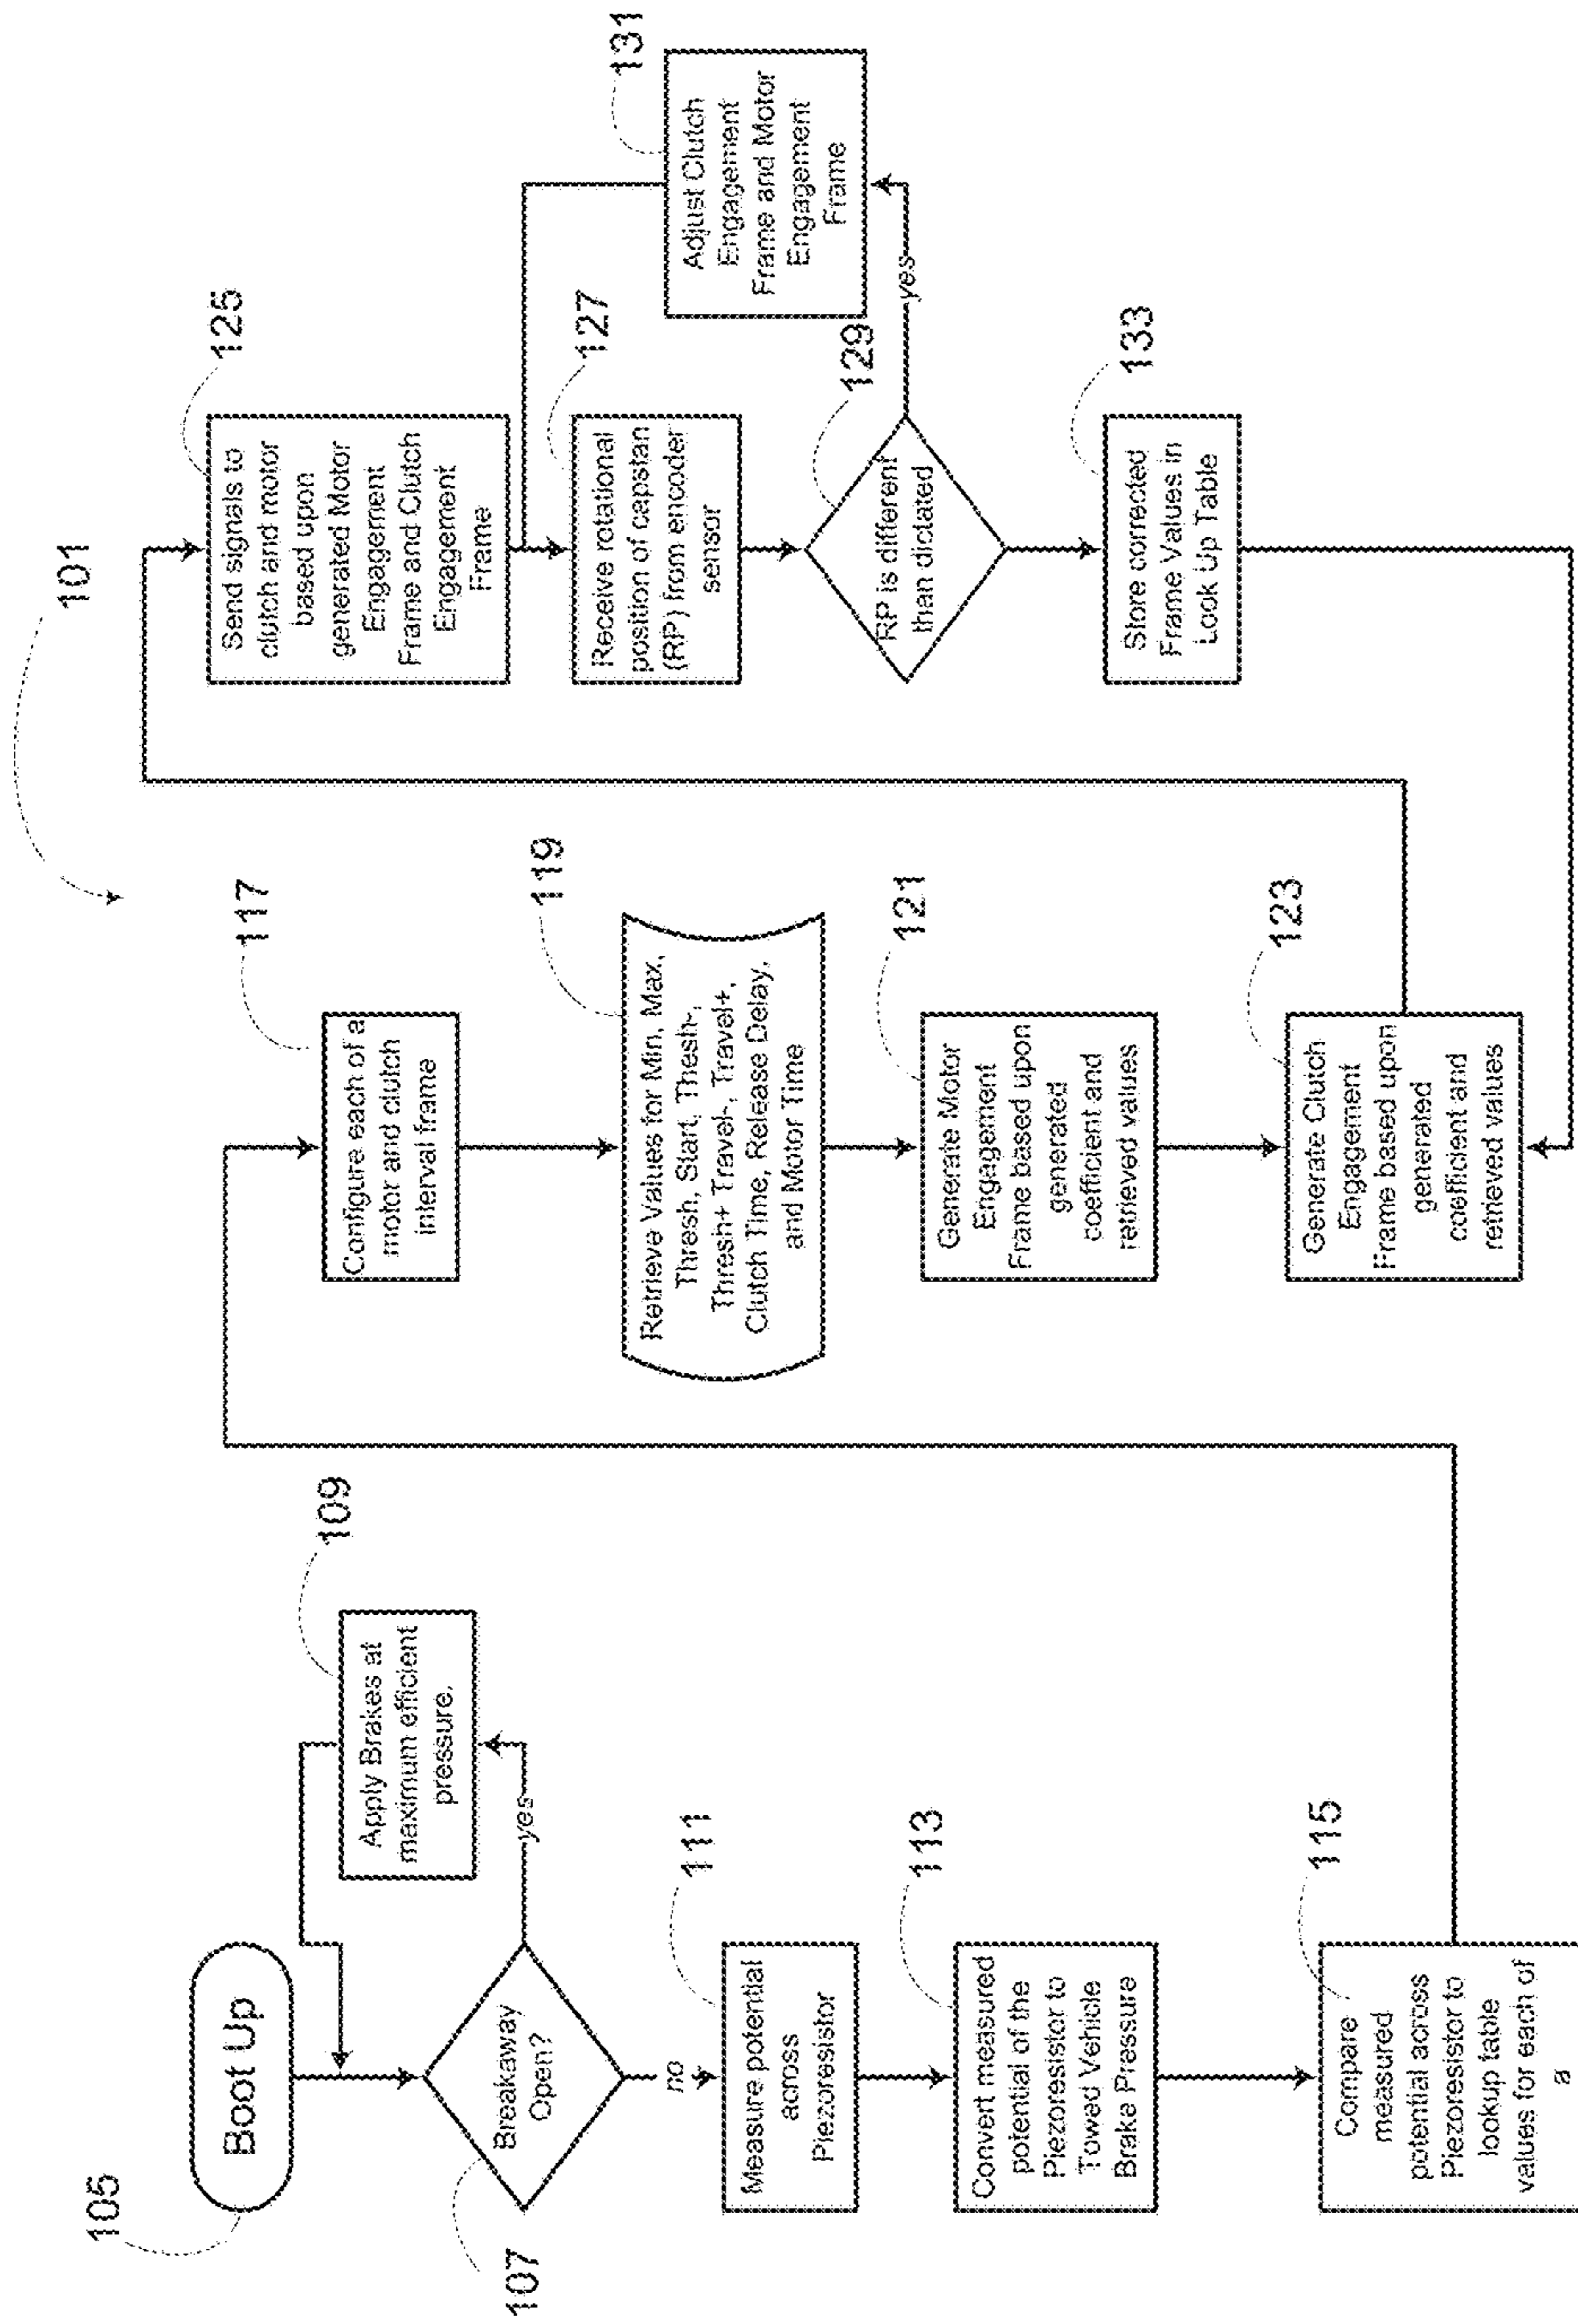 101
105
Boot Up
109
Apply Brakes at
maximum efficient
pressure.
107
Breakaway
Open?
yes
no
111
Measure potential
across
Piezoresistor
113
Convert measured
potential of the
Piezoresistor to
Towed Vehicle
Brake Pressure
115
Compare
measured
potential across
Piezoresistor to
lookup table
values for each of
a
117
Configure each of a
motor and clutch
interval frame
119
Retrieve Values for Min, Max,
Thresh, Start, Thesh-,
Thresh+ Travel-, Travel+,
Clutch Time, Release Delay,
and Motor Time
121
Generate Motor
Engagement
Frame based upon
generated
coefficient and
retrieved values
123
Generate Clutch
Engagement
Frame based upon
generated
coefficient and
retrieved values
125
Send signals to
clutch and motor
based upon
generated Motor
Engagement
Frame and Clutch
Engagement
Frame
127
Receive rotational
position of capstan
(RP) from encoder
sensor
129
RP is different
than dictated
yes
131
Adjust Clutch
Engagement
Frame and Motor
Engagement
Frame
133
Store corrected
Frame Values in
Look Up Table